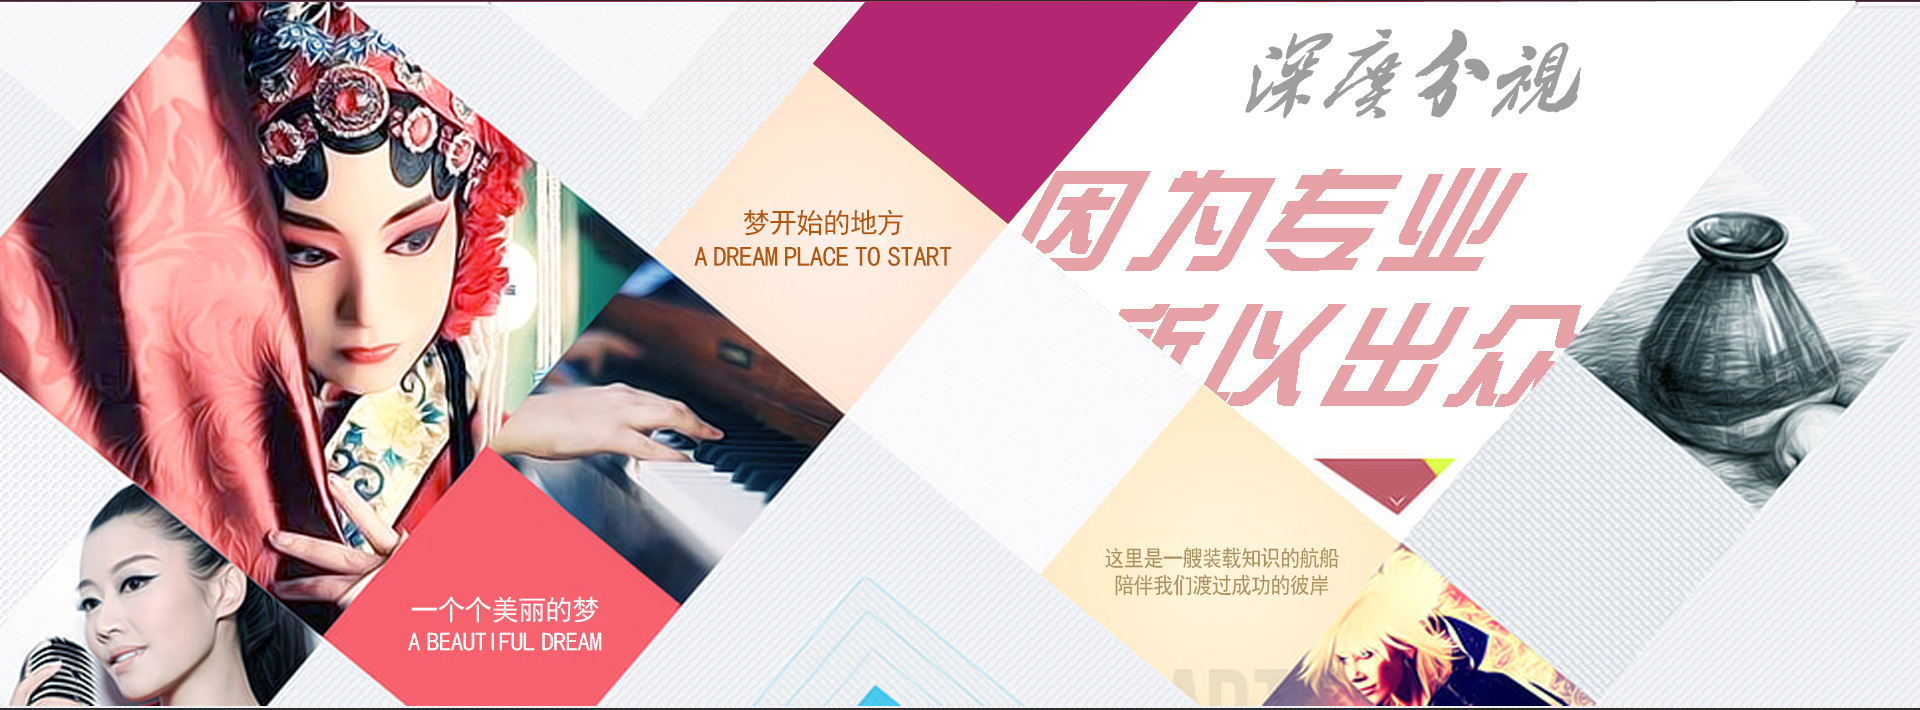 深度分視
因为专业
所以出众
梦开始的地方
A DREAM PLACE TO START
这里是一艘装载知识的航船
陪伴我们渡过成功的彼岸
一个个美丽的梦
A BEAUTIFUL DREAM